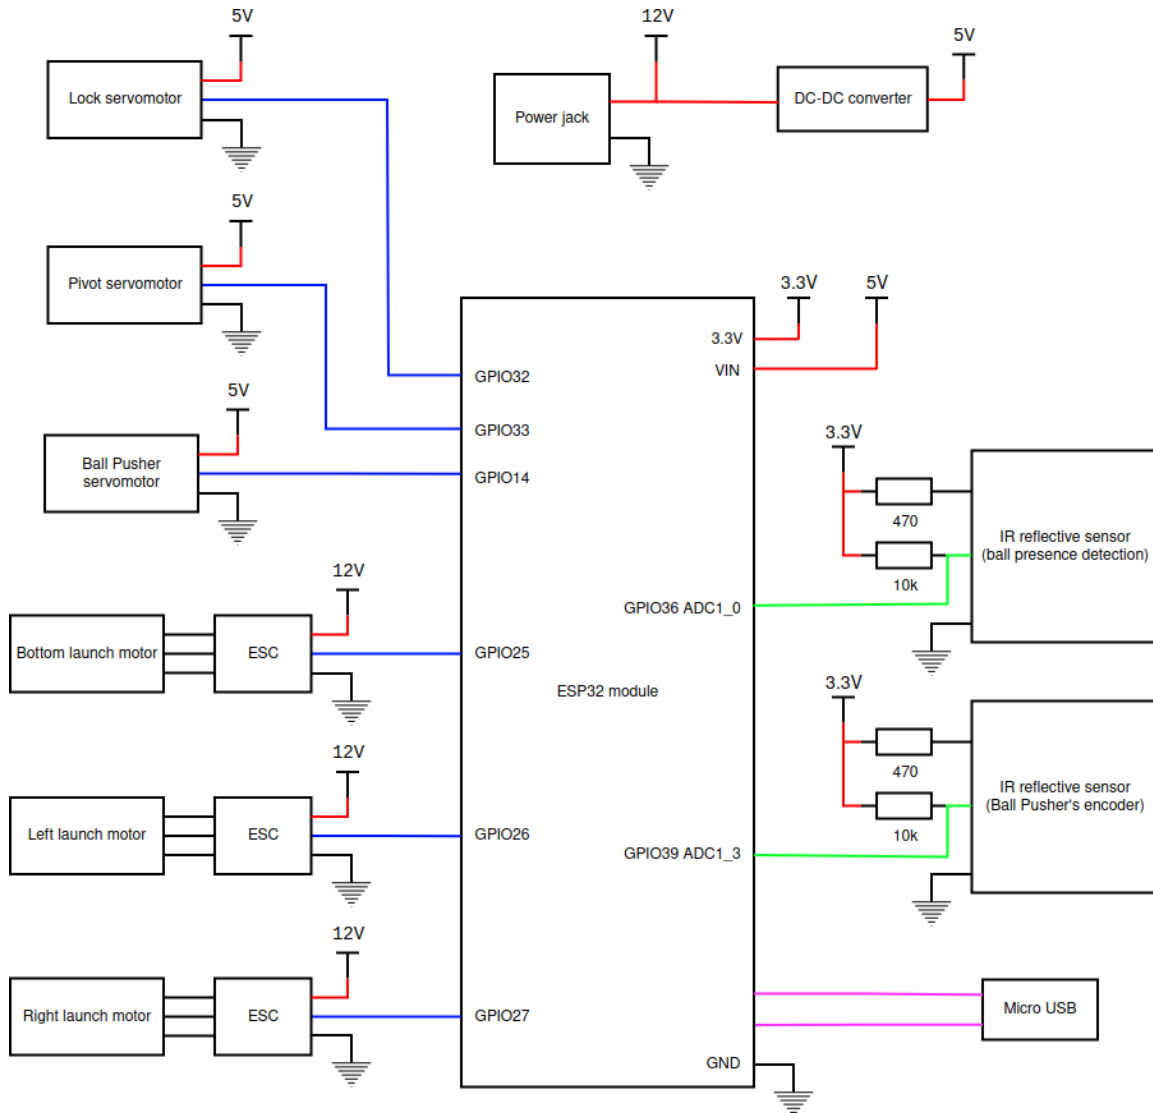 5V
Lock servomotor
12V
Power jack
DC-DC converter
5V
5V
Pivot servomotor
5V
Ball Pusher
servomotor
12V
Bottom launch motor
ESC
12V
Left launch motor
ESC
12V
Right launch motor
ESC
GPIO32
GPIO33
GPIO14
GPIO25
GPIO26
GPIO27
ESP32 module
3.3V
VIN
GPIO36 ADC1_0
GPIO39 ADC1_3
GND
3.3V
5V
3.3V
470
10k
IR reflective sensor
(ball presence detection)
3.3V
470
10k
IR reflective sensor
(Ball Pusher's encoder)
Micro USB